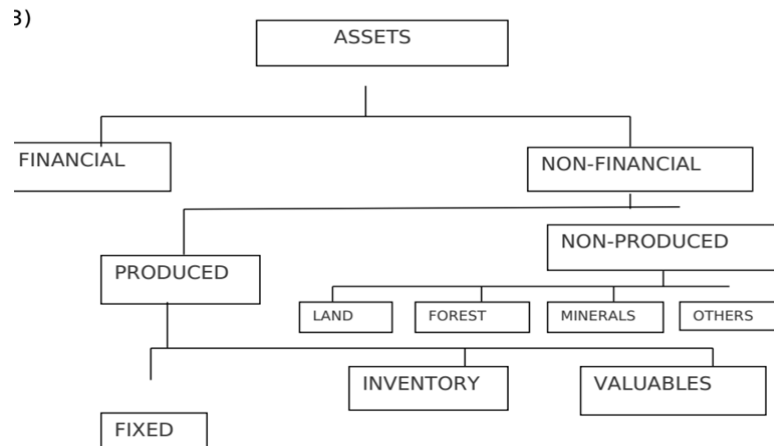 3)
ASSETS
FINANCIAL
NON-FINANCIAL
NON-PRODUCED
PRODUCED
LAND
FOREST
MINERALS
OTHERS
INVENTORY
VALUABLES
FIXED